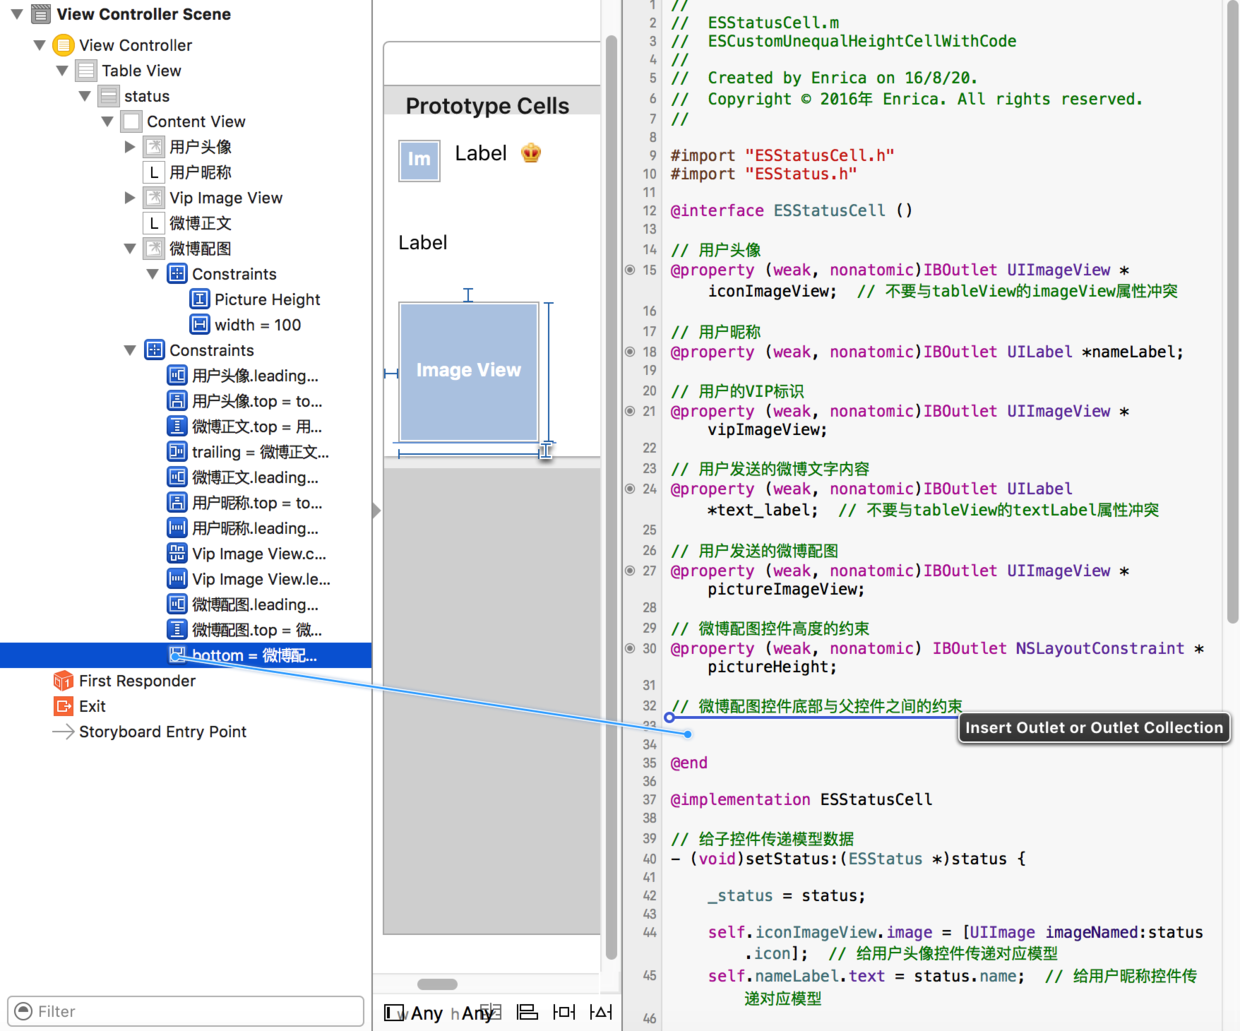 View Controller Scene
View Controller
Table View
status
Content View
用户头像
L 用户昵称
Vip Image View
L 微博正文
微博配图
Constraints
Picture Height
width = 100
Constraints
用户头像.leading...
用户头像.top = to...
微博正文.top = 用...
trailing = 微博正文...
微博正文.leading...
用户昵称.top = to...
用户昵称.leading...
Vip Image View.c...
Vip Image View.le...
微博配图.leading...
微博配图.top = 微...
bottom = 微博配...
First Responder
Exit
Storyboard Entry Point
Filter
Prototype Cells
Im
Label
Label
Image View
w Any h Any
1 //
2 // ESStatusCell.m
3 // ESCustomUnequalHeightCellWithCode
4 //
5 // Created by Enrica on 16/8/20.
6 // Copyright © 2016年 Enrica. All rights reserved.
7 //
8
9 #import "ESStatusCell.h"
10 #import "ESStatus.h"
11
12 @interface ESStatusCell ()
13
14 // 用户头像
15 @property (weak, nonatomic)IBOutlet UIImageView *
iconImageView; // 不要与tableView的imageView属性冲突
16
17 // 用户昵称
18 @property (weak, nonatomic)IBOutlet UILabel *nameLabel;
19
20 // 用户的VIP标识
21 @property (weak, nonatomic)IBOutlet UIImageView *
vipImageView;
22
23 // 用户发送的微博文字内容
24 @property (weak, nonatomic)IBOutlet UILabel
*text_label; // 不要与tableView的textLabel属性冲突
25
26 // 用户发送的微博配图
27 @property (weak, nonatomic)IBOutlet UIImageView *
pictureImageView;
28
29 // 微博配图控件高度的约束
30 @property (weak, nonatomic) IBOutlet NSLayoutConstraint *
pictureHeight;
31
32 // 微博配图控件底部与父控件之间的约束
33
Insert Outlet or Outlet Collection
34
35 @end
36
37 @implementation ESStatusCell
38
39 // 给子控件传递模型数据
40 - (void)setStatus:(ESStatus *)status {
41
42 _status = status;
43
44 self.iconImageView.image = [UIImage imageNamed:status
.icon]; // 给用户头像控件传递对应模型
45 self.nameLabel.text = status.name; // 给用户昵称控件传
递对应模型
46